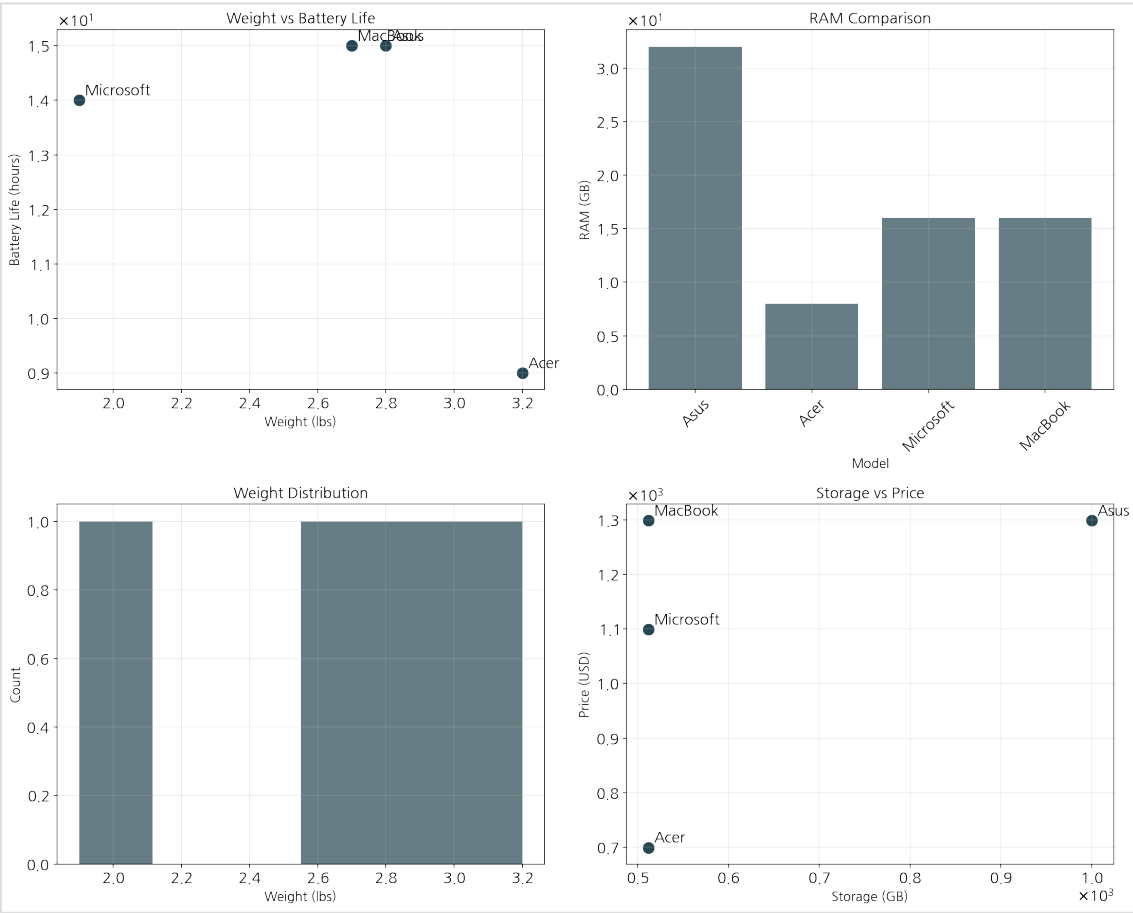 Weight vs Battery Life
×10¹
MacBook
Asus
Microsoft
Acer
1.5
1.4
1.3
1.2
1.1
1.0
0.9
Battery Life (hours)
2.0 2.2 2.4 2.6 2.8 3.0 3.2
Weight (lbs)
RAM Comparison
×10¹
3.0
2.5
2.0
1.5
1.0
0.5
0.0
RAM (GB)
Asus Acer Microsoft MacBook
Model
Weight Distribution
1.0
0.8
0.6
0.4
0.2
0.0
Count
2.0 2.2 2.4 2.6 2.8 3.0 3.2
Weight (lbs)
Storage vs Price
×10³
MacBook
Asus
Microsoft
Acer
1.3
1.2
1.1
1.0
0.9
0.8
0.7
Price (USD)
0.5 0.6 0.7 0.8 0.9 1.0
×10³
Storage (GB)